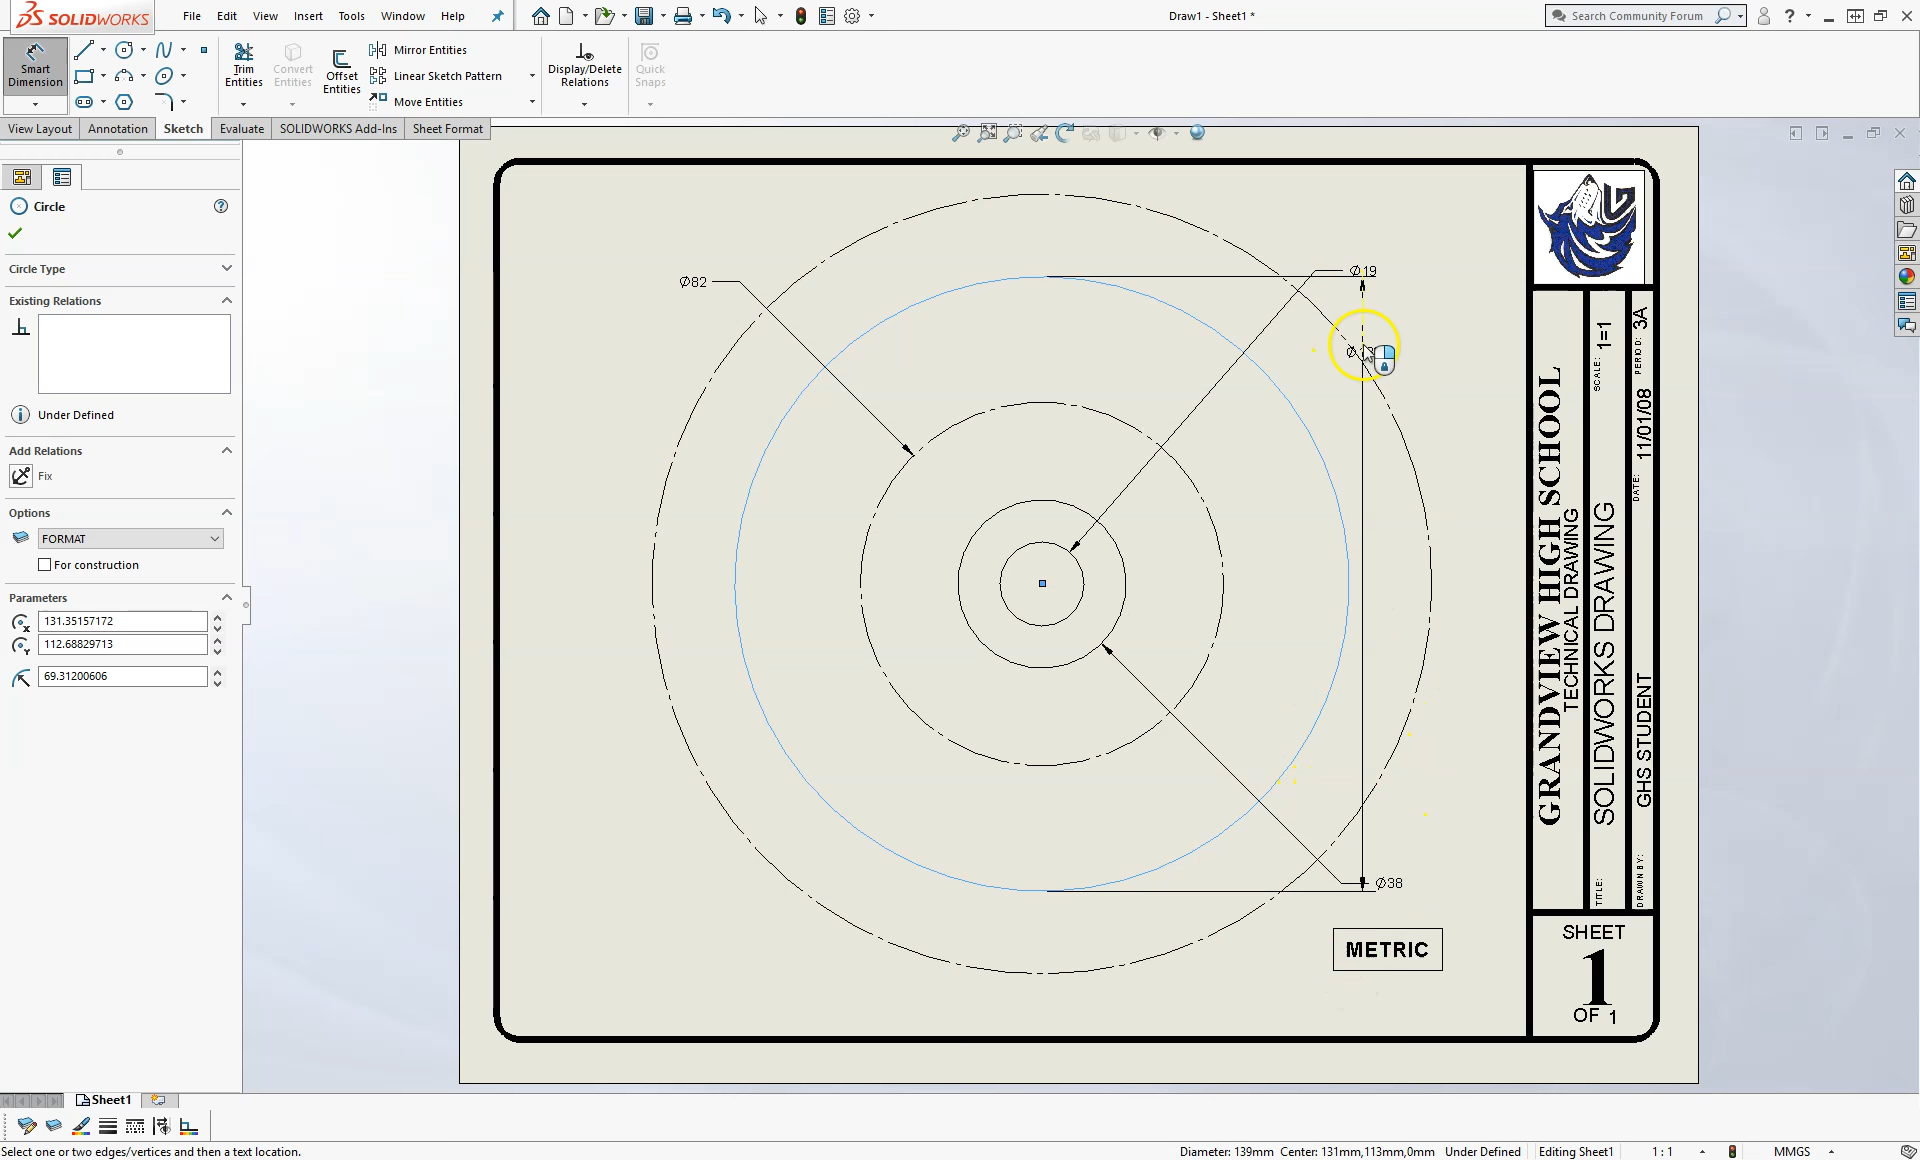 SOLIDWORKS
File Edit View Insert Tools Window Help
Draw1 - Sheet1 *
Search Community Forum
Smart Dimension
Trim Entities
Convert Entities
Offset Entities
Mirror Entities
Linear Sketch Pattern
Move Entities
Display/Delete Relations
Quick Snaps
View Layout Annotation Sketch Evaluate SOLIDWORKS Add-Ins Sheet Format
Circle
Circle Type
Existing Relations
Under Defined
Add Relations
Fix
Options
FORMAT
For construction
Parameters
131.35157172
112.68829713
69.31200606
Ø82
Ø19
Ø38
METRIC
GRANDVIEW HIGH SCHOOL
TECHNICAL DRAWING
SCALE: 1=1
TITLE: SOLIDWORKS DRAWING
PERIOD: 3A
DATE: 11/01/08
DRAWN BY: GHS STUDENT
SHEET
1
OF 1
Sheet1
Select one or two edges/vertices and then a text location.
Diameter: 139mm Center: 131mm,113mm,0mm Under Defined Editing Sheet1 1 : 1 MMGS